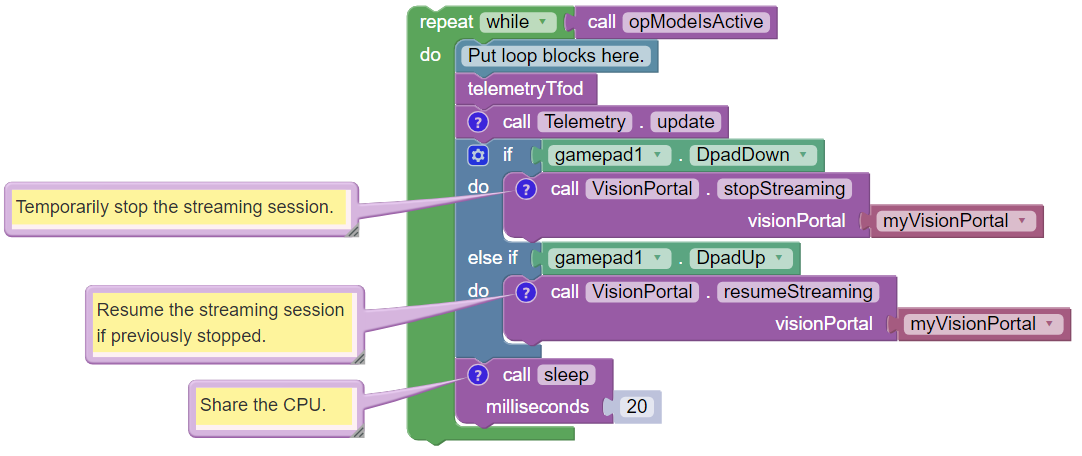 repeat while call opModeIsActive
do Put loop blocks here.
telemetryTfod
? call Telemetry . update
if gamepad1 . DpadDown
do ? call VisionPortal . stopStreaming
Temporarily stop the streaming session.
visionPortal myVisionPortal
else if gamepad1 . DpadUp
do ? call VisionPortal . resumeStreaming
Resume the streaming session
if previously stopped.
visionPortal myVisionPortal
? call sleep
Share the CPU.
milliseconds 20